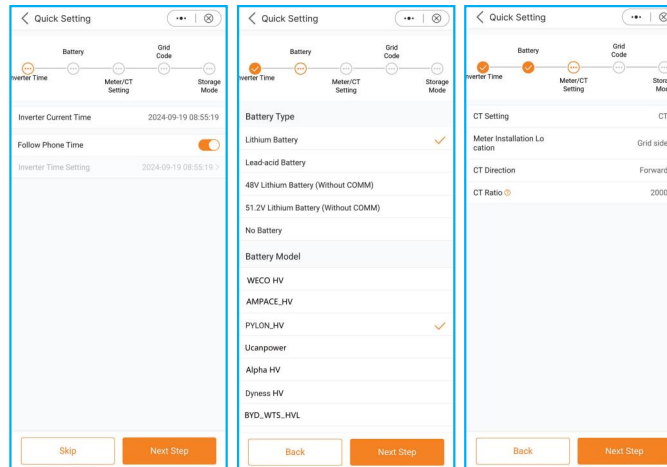 Quick Setting
Battery
Grid
Code
nverter Time
Meter/CT
Setting
Storage
Mode
Inverter Current Time 2024-09-19 08:55:19
Follow Phone Time
Inverter Time Setting 2024-09-19 08:55:19 >
Skip
Next Step
Quick Setting
Battery
Grid
Code
nverter Time
Meter/CT
Setting
Storage
Mode
Battery Type
Lithium Battery
Lead-acid Battery
48V Lithium Battery (Without COMM)
51.2V Lithium Battery (Without COMM)
No Battery
Battery Model
WECO HV
AMPACE_HV
PYLON_HV
Ucanpower
Alpha HV
Dyness HV
BYD_WTS_HVL
Back
Next Step
Quick Setting
Battery
Grid
Code
nverter Time
Meter/CT
Setting
Stora
Mod
CT Setting CT
Meter Installation Lo
cation
Grid side
CT Direction Forward
CT Ratio 2000
Back
Next Step